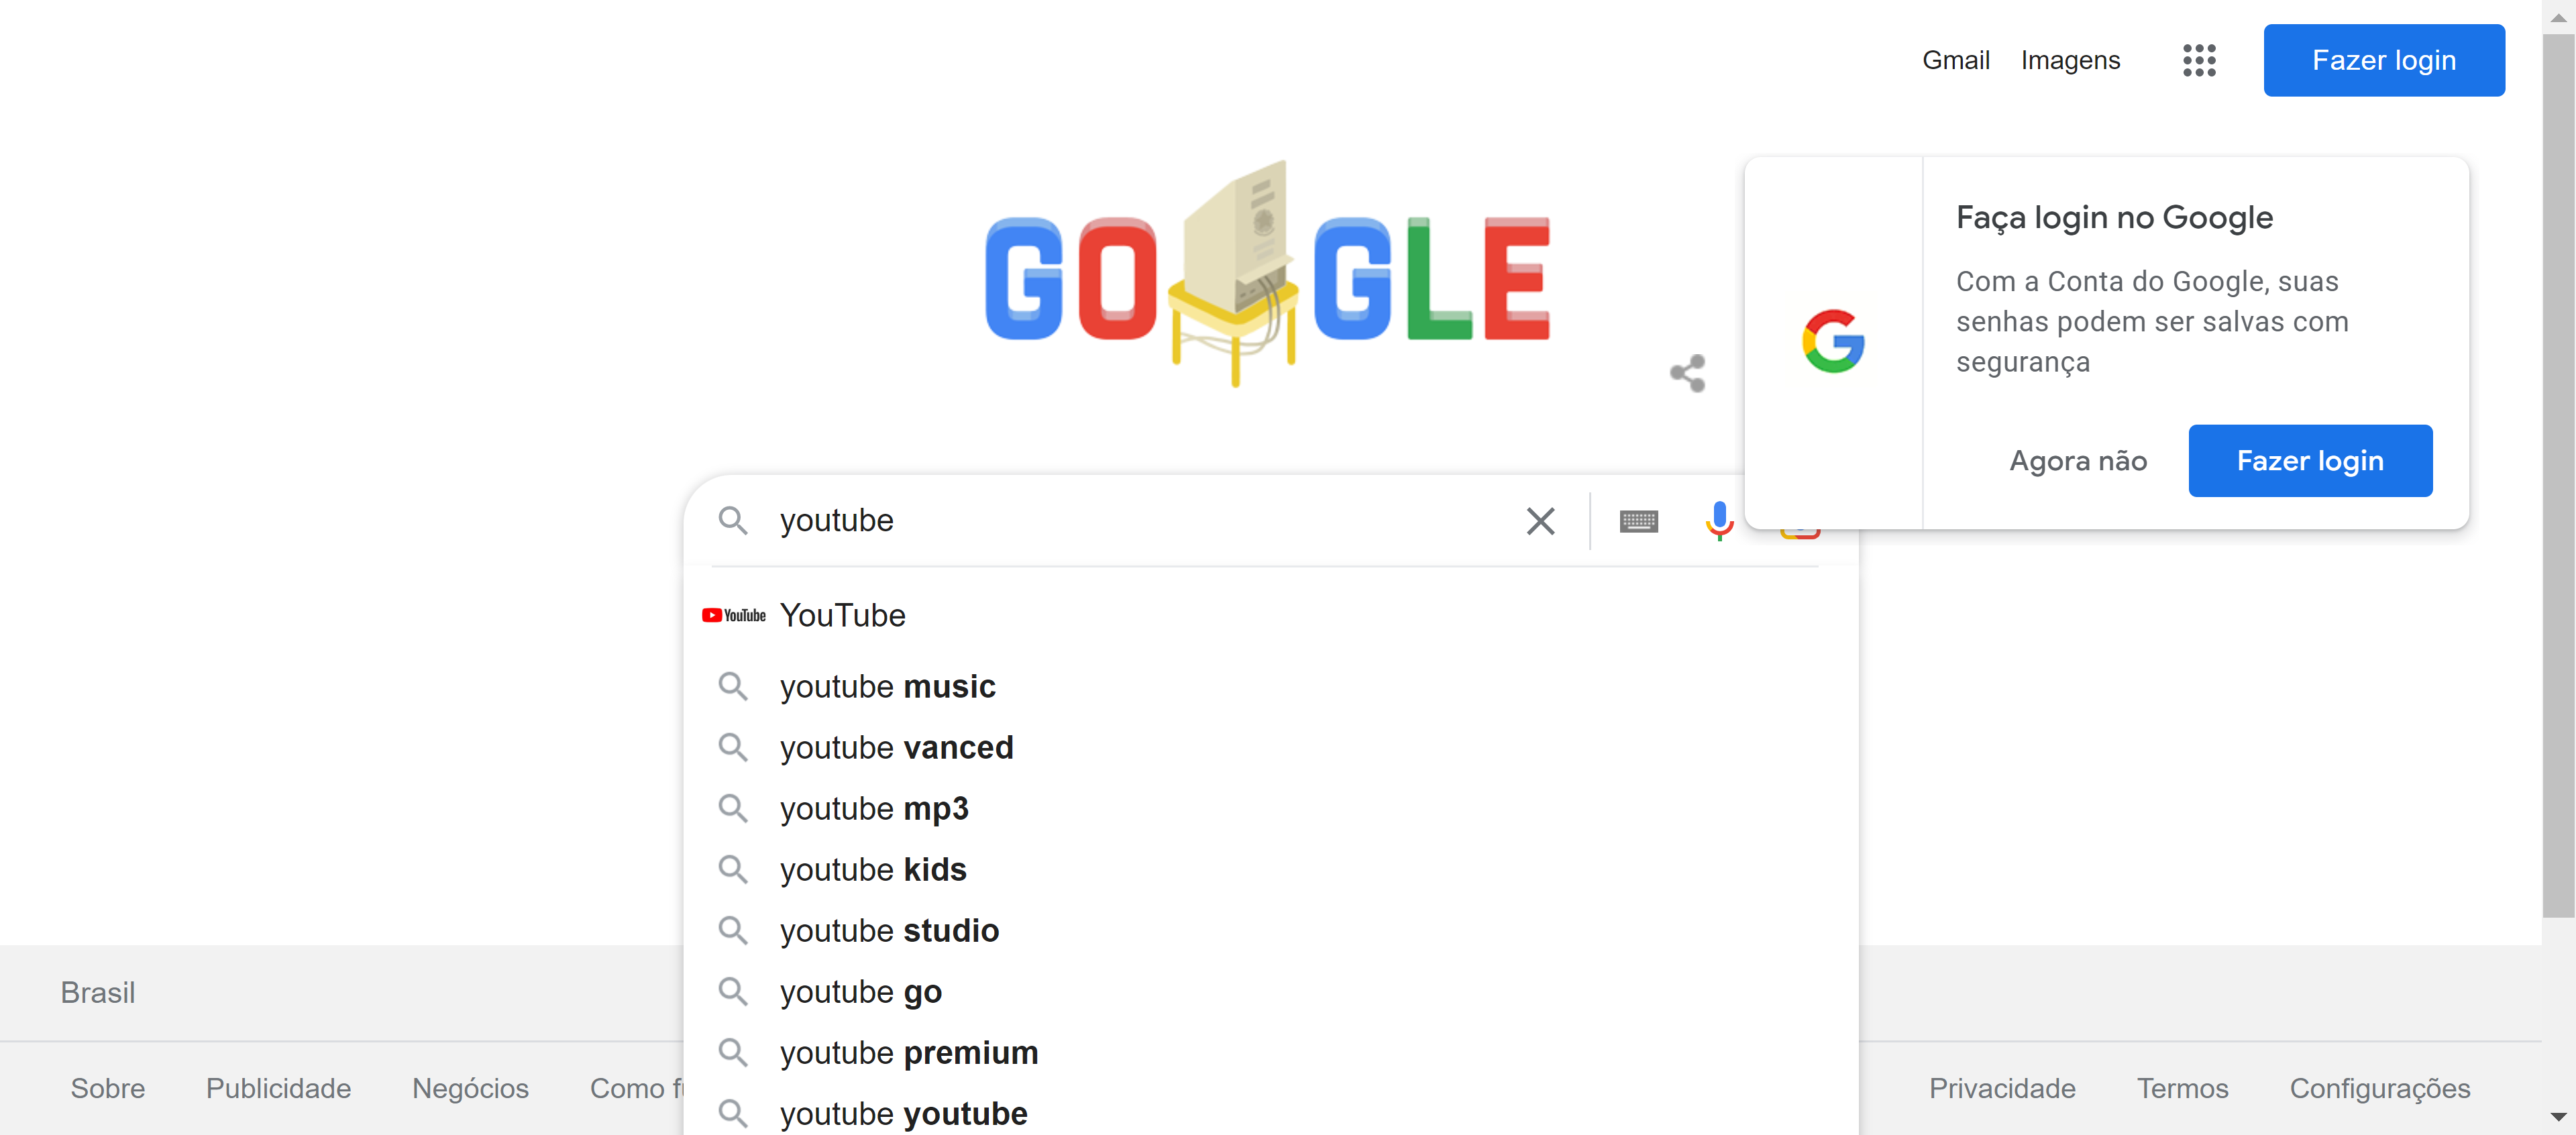 Gmail Imagens Fazer login
GO GLE
Faça login no Google
Com a Conta do Google, suas
senhas podem ser salvas com
segurança
Agora não Fazer login
youtube
YouTube YouTube
youtube music
youtube vanced
youtube mp3
youtube kids
youtube studio
youtube go
youtube premium
youtube youtube
Brasil
Sobre Publicidade Negócios Como Privacidade Termos Configurações